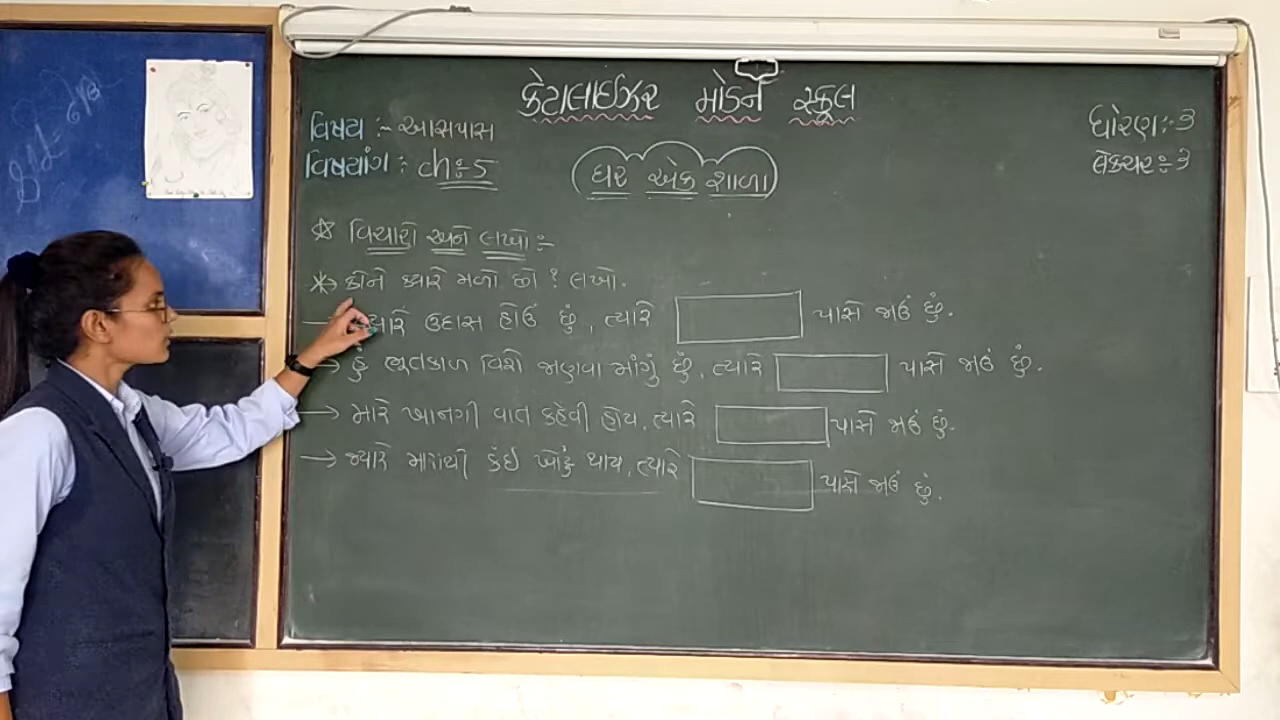 કેટાલાઈઝર મોડર્ન સ્કૂલ
વિષય :- આસપાસ
ધોરણ :- ૩
વિષયાંગ : ch :- 5
ઘર એક શાળા
લેક્ચર :- ૩
વિચારો અને લખો :-
કોને ક્યારે મળો છો ? લખો.
ઉદાસ હોઉં છું, ત્યારે પાસે જાઉં છું.
હું ભૂતકાળ વિશે જાણવા માંગું છું, ત્યારે પાસે જાઉં છું.
મારે ખાનગી વાત કહેવી હોય, ત્યારે પાસે જાઉં છું.
જ્યારે મારાથી કંઈ ખોટું થાય, ત્યારે પાસે જાઉં છું.